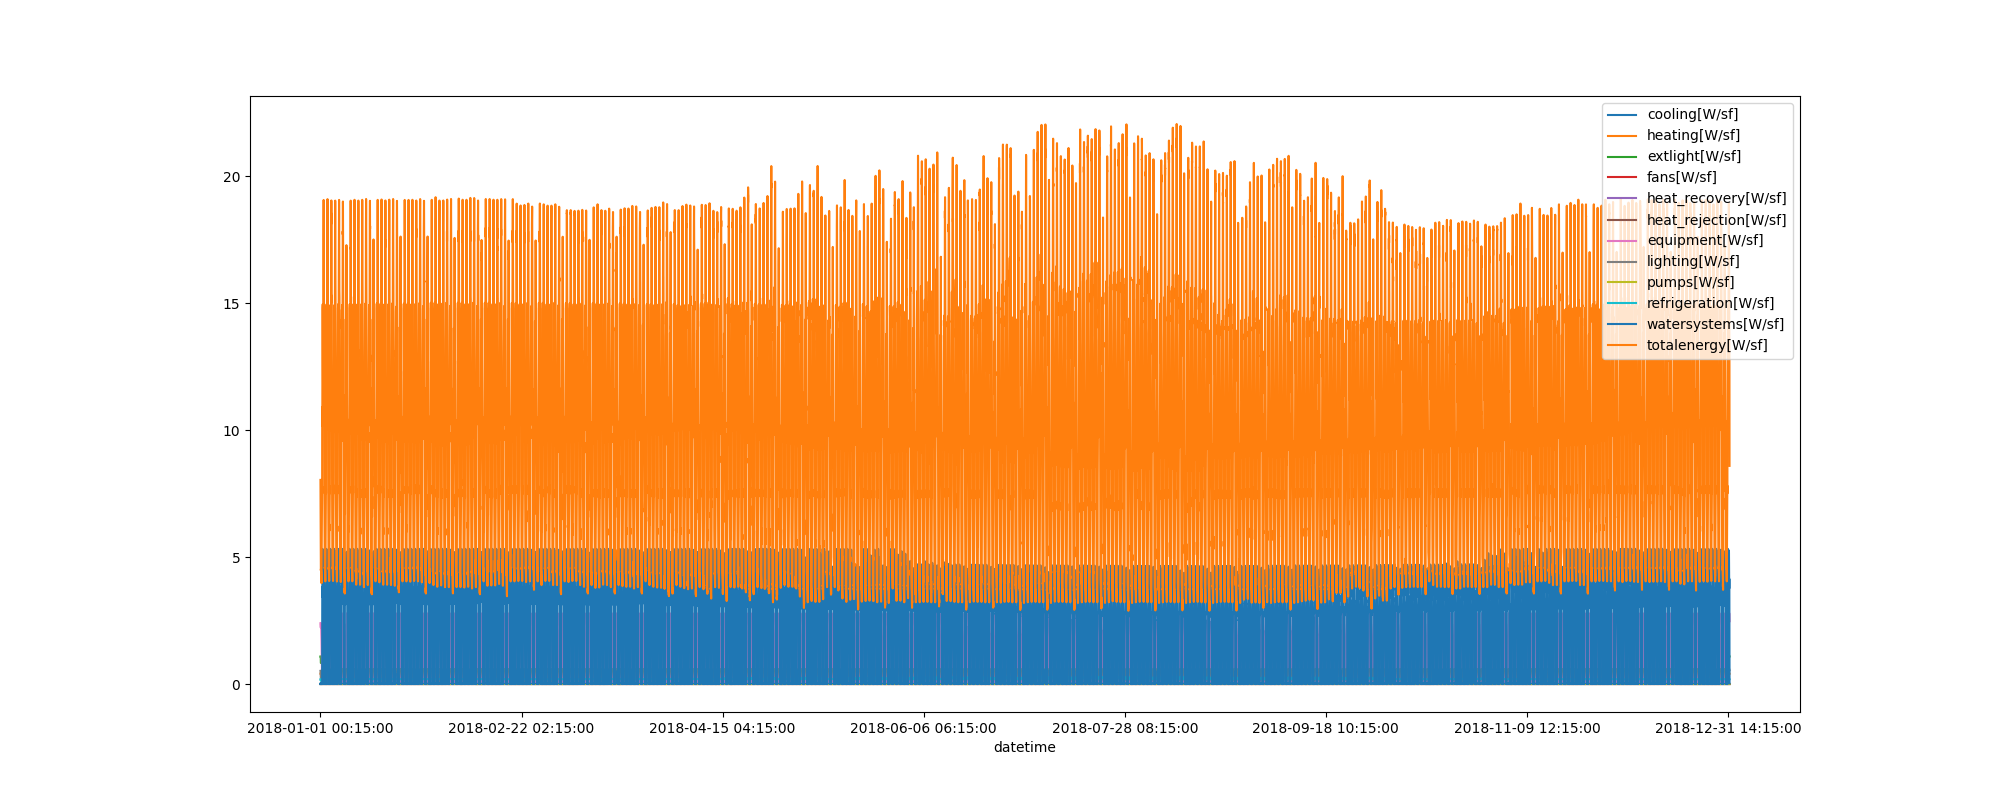 20
15
10
5
0
cooling[W/sf]
heating[W/sf]
extlight[W/sf]
fans[W/sf]
heat_recovery[W/sf]
heat_rejection[W/sf]
equipment[W/sf]
lighting[W/sf]
pumps[W/sf]
refrigeration[W/sf]
watersystems[W/sf]
totalenergy[W/sf]
2018-01-01 00:15:00 2018-02-22 02:15:00 2018-04-15 04:15:00 2018-06-06 06:15:00 2018-07-28 08:15:00 2018-09-18 10:15:00 2018-11-09 12:15:00 2018-12-31 14:15:00
datetime